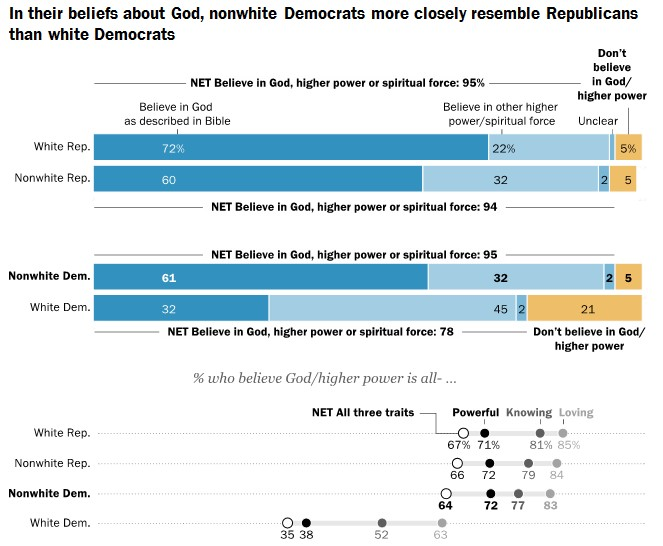 In their beliefs about God, nonwhite Democrats more closely resemble Republicans
than white Democrats
Don't
believe
in God/
higher power
NET Believe in God, higher power or spiritual force: 95%
Believe in God
as described in Bible
Believe in other higher
power/spiritual force
Unclear
White Rep. 72% 22% 5%
Nonwhite Rep. 60 32 2 5
NET Believe in God, higher power or spiritual force: 94
NET Believe in God, higher power or spiritual force: 95
Nonwhite Dem. 61 32 2 5
White Dem. 32 45 2 21
NET Believe in God, higher power or spiritual force: 78
Don't believe in God/
higher power
% who believe God/higher power is all- ...
NET All three traits Powerful Knowing Loving
White Rep. 67% 71% 81% 85%
Nonwhite Rep. 66 72 79 84
Nonwhite Dem. 64 72 77 83
White Dem. 35 38 52 63